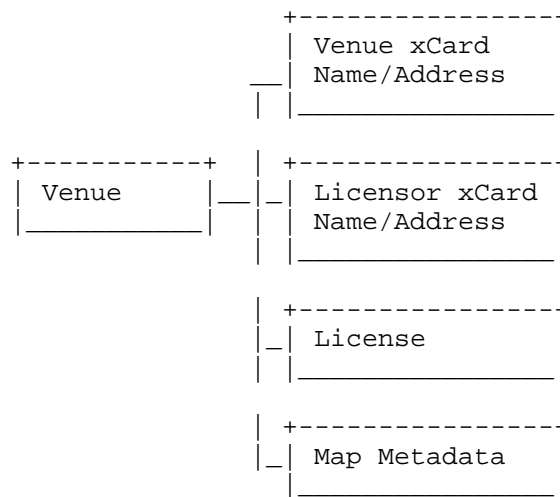 Venue xCard
Name/Address
Venue
Licensor xCard
Name/Address
License
Map Metadata